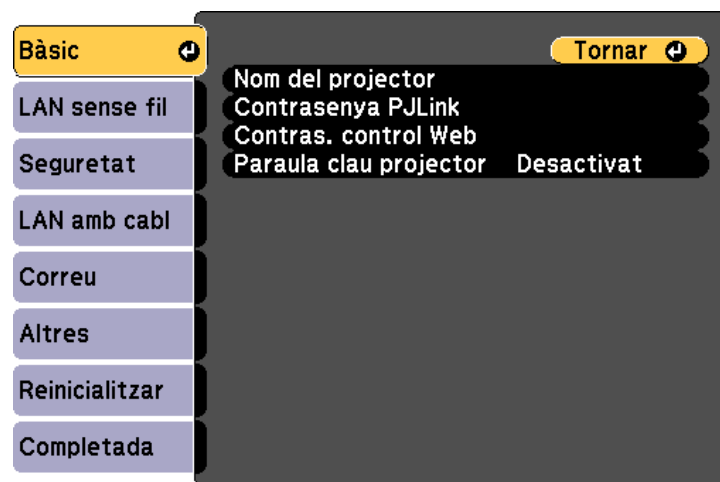 Bàsic
LAN sense fil
Seguretat
LAN amb cabl
Correu
Altres
Reinicialitzar
Completada
Tornar
Nom del projector
Contrasenya PJLink
Contras. control Web
Paraula clau projector Desactivat